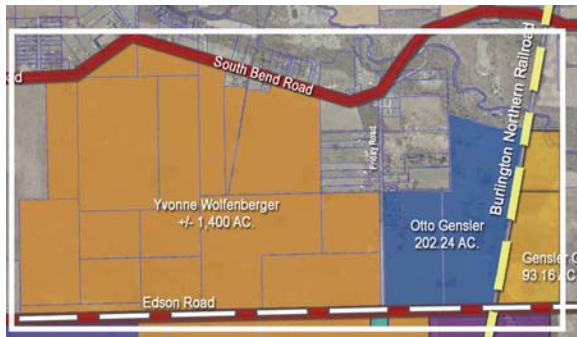 South Bend Road
Burlington Northern Railroad
Yvonne Wolfenberger
+/- 1,400 AC.
Otto Gensler
202.24 AC.
Gensler
93.16 AC
Edson Road